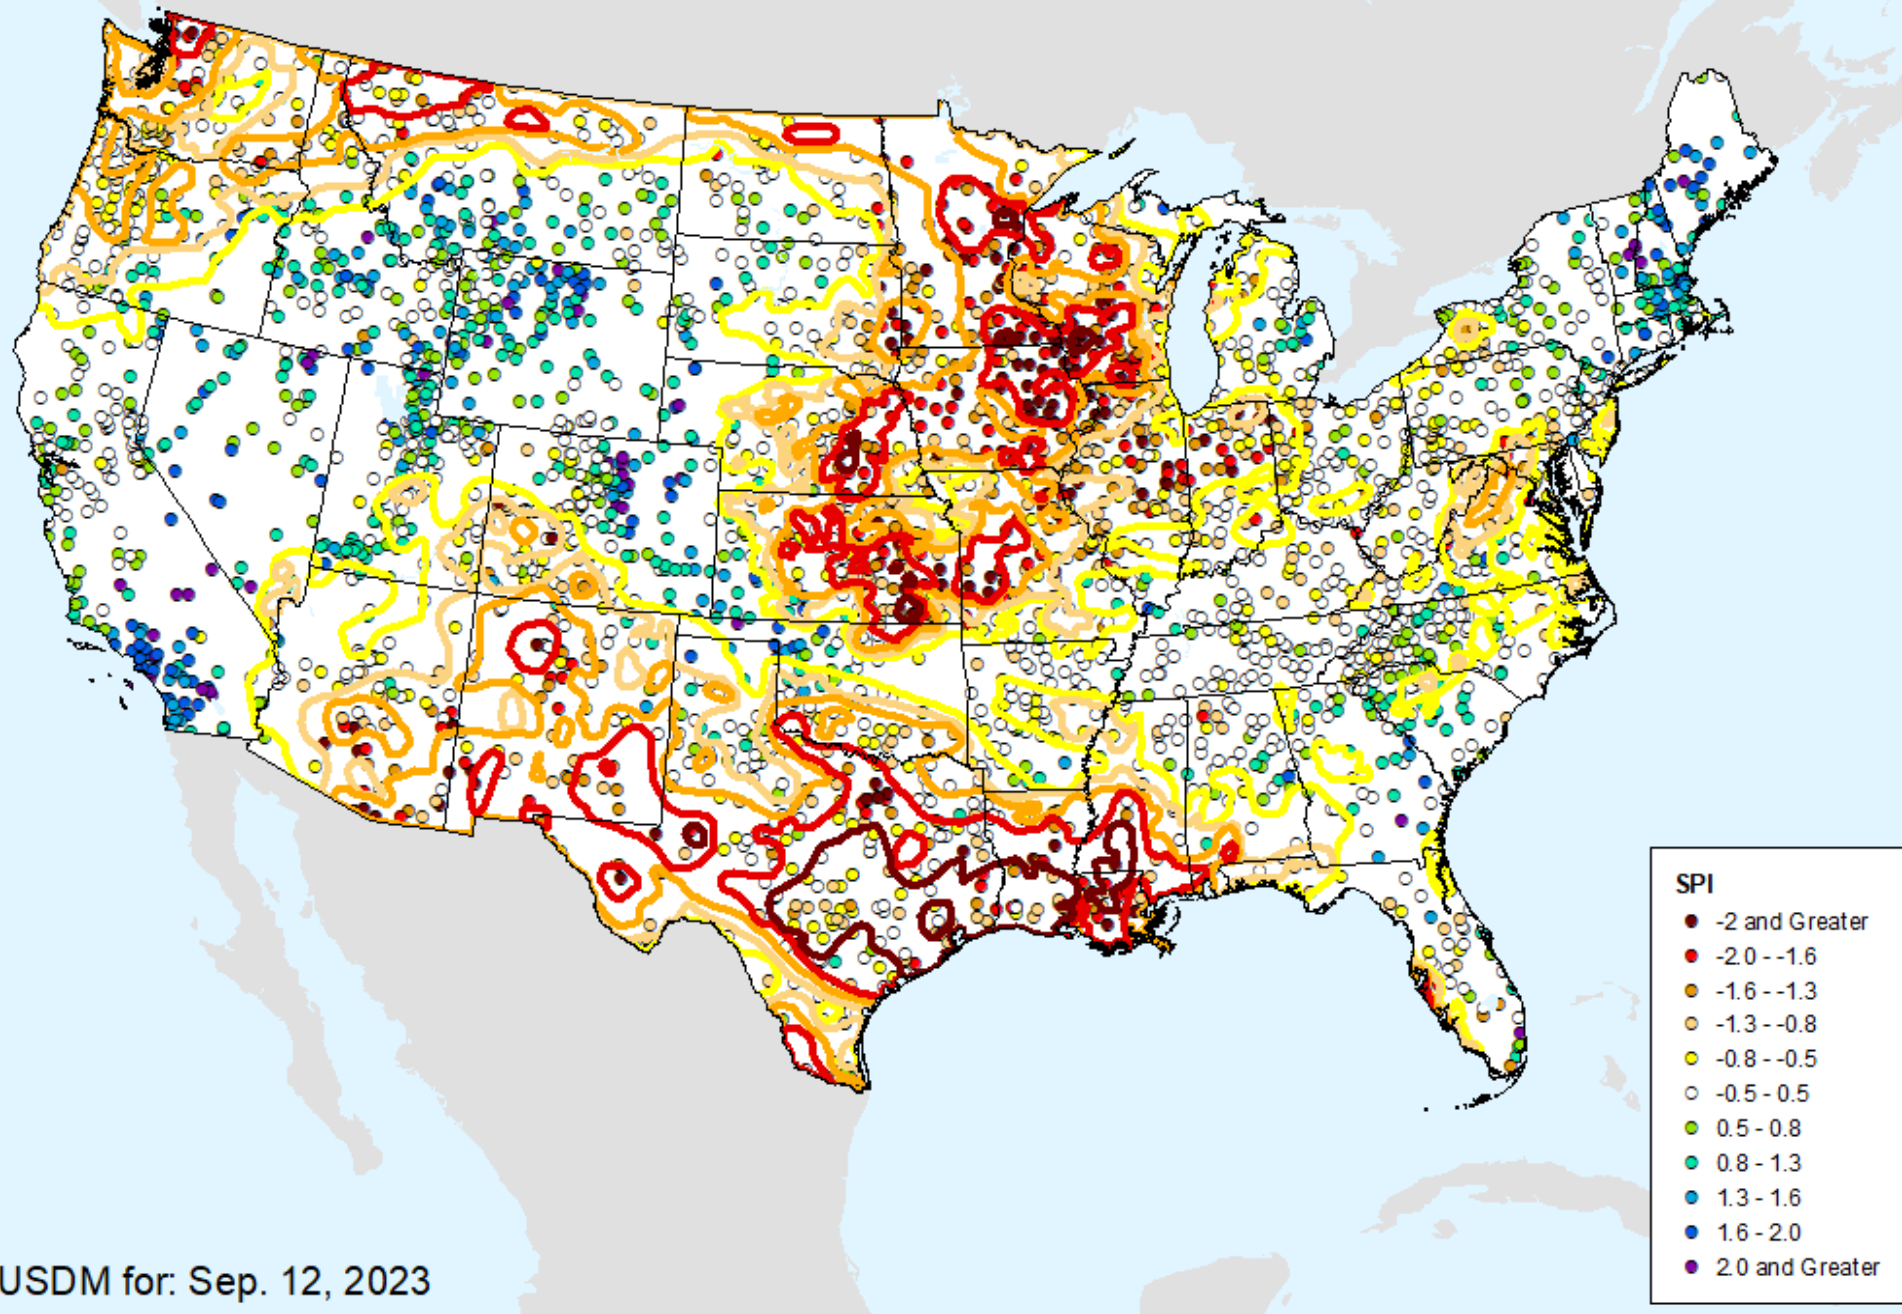 SPI
-2 and Greater
-2.0 - -1.6
-1.6 - -1.3
-1.3 - -0.8
-0.8 - -0.5
-0.5 - 0.5
0.5 - 0.8
0.8 - 1.3
1.3 - 1.6
1.6 - 2.0
2.0 and Greater
USDM for: Sep. 12, 2023